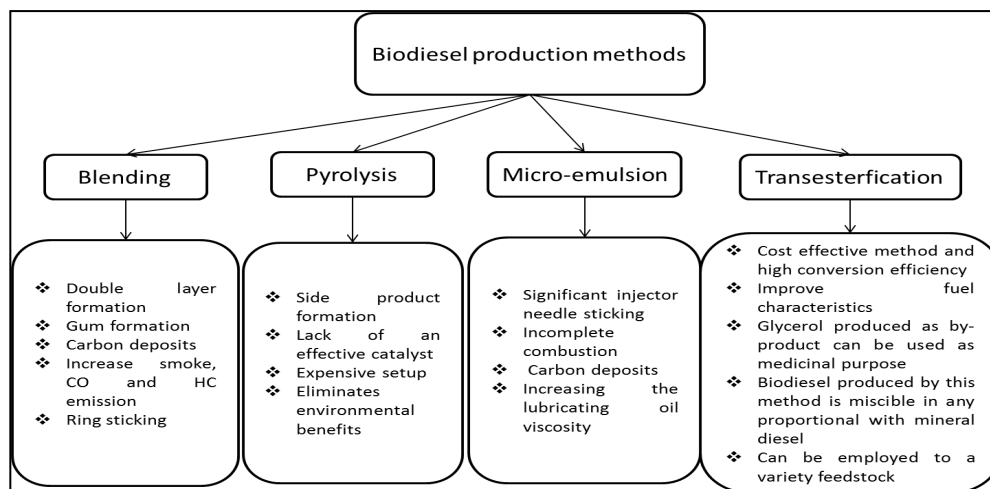 Biodiesel production methods
Blending
Pyrolysis
Micro-emulsion
Transesterfication
❖ Double layer
formation
❖ Gum formation
❖ Carbon deposits
❖ Increase smoke,
CO and HC
emission
❖ Ring sticking
❖ Side product
formation
❖ Lack of an
effective catalyst
❖ Expensive setup
❖ Eliminates
environmental
benefits
❖ Significant injector
needle sticking
❖ Incomplete
combustion
❖ Carbon deposits
❖ Increasing the
lubricating oil
viscosity
❖ Cost effective method and
high conversion efficiency
❖ Improve fuel
characteristics
❖ Glycerol produced as by-
product can be used as
medicinal purpose
❖ Biodiesel produced by this
method is miscible in any
proportional with mineral
diesel
❖ Can be employed to a
variety feedstock